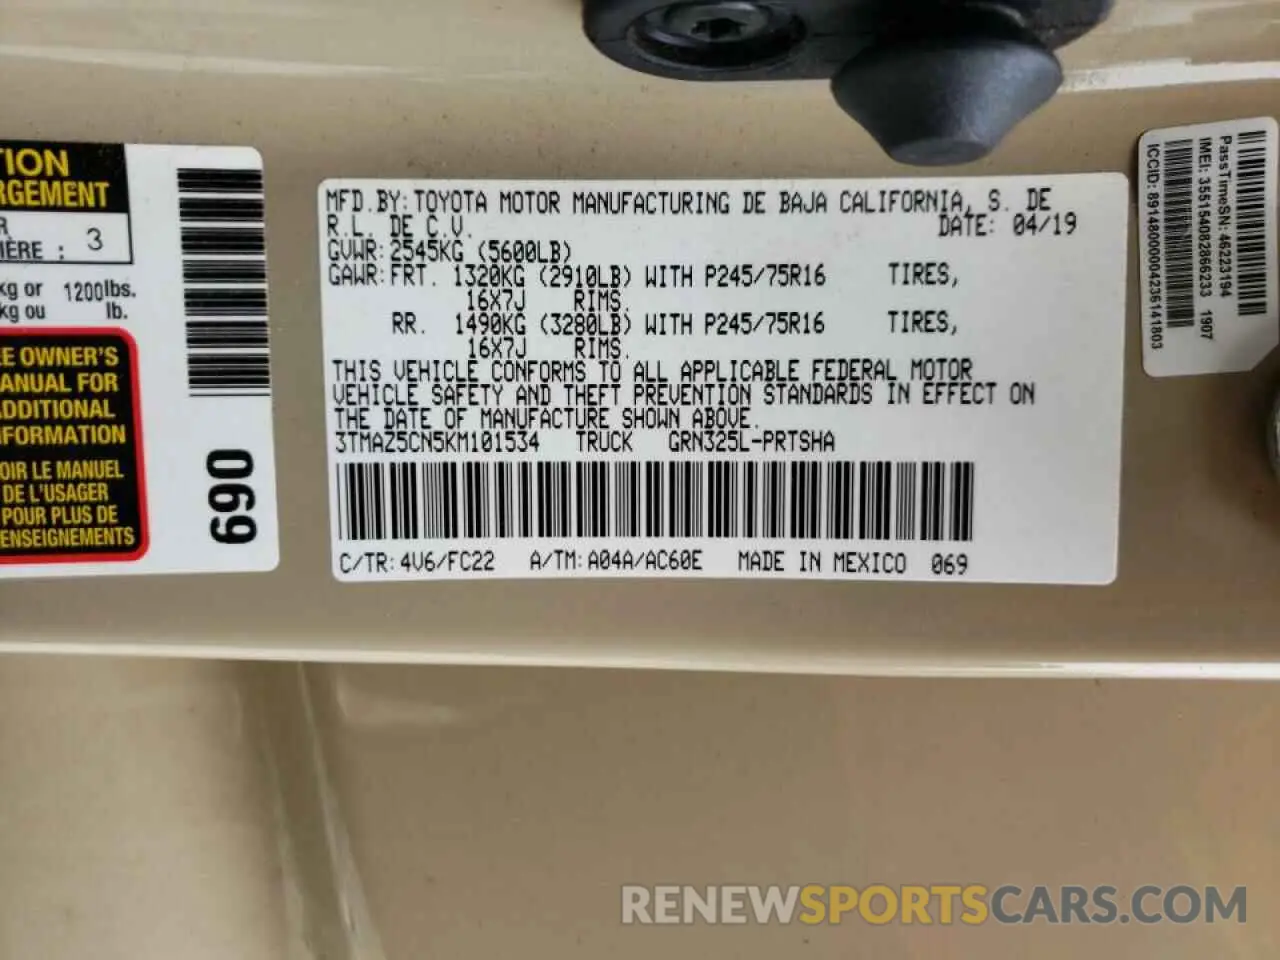 TION
RGEMENT
R
IÈRE : 3
kg or 1200lbs.
kg ou lb.
EE OWNER'S
MANUAL FOR
ADDITIONAL
NFORMATION
OIR LE MANUEL
DE L'USAGER
POUR PLUS DE
ENSEIGNEMENTS
069
MFD.BY:TOYOTA MOTOR MANUFACTURING DE BAJA CALIFORNIA, S. DE
R.L. DE C.V. DATE: 04/19
GVWR:2545KG (5600LB)
GAWR:FRT. 1320KG (2910LB) WITH P245/75R16 TIRES,
16X7J RIMS.
RR. 1490KG (3280LB) WITH P245/75R16 TIRES,
16X7J RIMS.
THIS VEHICLE CONFORMS TO ALL APPLICABLE FEDERAL MOTOR
VEHICLE SAFETY AND THEFT PREVENTION STANDARDS IN EFFECT ON
THE DATE OF MANUFACTURE SHOWN ABOVE.
3TMAZ5CN5KM101534 TRUCK GRN325L-PRTSHA
C/TR:4V6/FC22 A/TM:A04A/AC60E MADE IN MEXICO 069
PassTimeSN: 46223194
IMEI: 355154082866233 1907
ICCID: 89148000004236141803
RENEWSPORTSCARS.COM